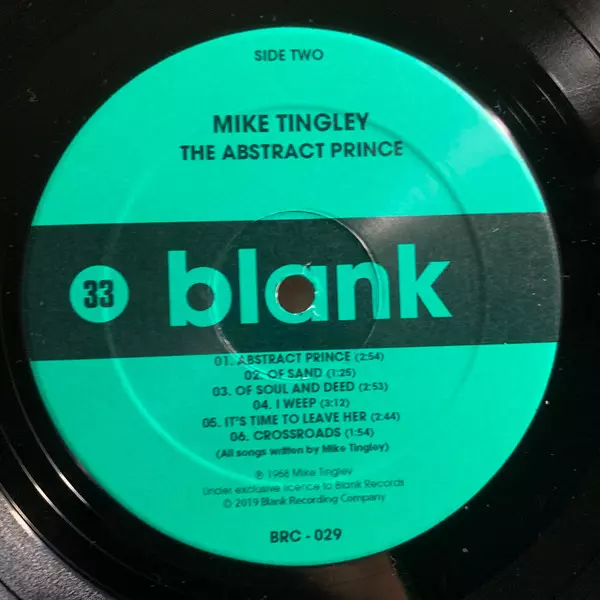 SIDE TWO
MIKE TINGLEY
THE ABSTRACT PRINCE
33
blank
01. ABSTRACT PRINCE (2:54)
02. OF SAND (1:25)
03. OF SOUL AND DEED (2:53)
04. I WEEP (3:12)
05. IT'S TIME TO LEAVE HER (2:44)
06. CROSSROADS (1:54)
(All songs written by Mike Tingley)
℗ 1968 Mike Tingley
Under exclusive licence to Blank Records
© 2019 Blank Recording Company
BRC - 029